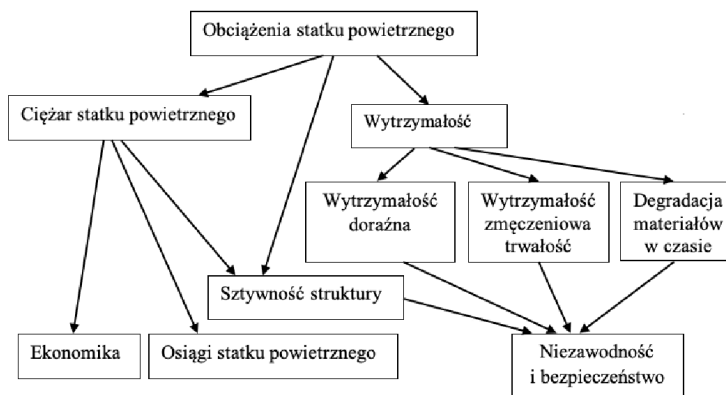 Obciążenia statku powietrznego
Ciężar statku powietrznego
Wytrzymałość
Wytrzymałość
doraźna
Wytrzymałość
zmęczeniowa
trwałość
Degradacja
materiałów
w czasie
Sztywność struktury
Ekonomika
Osiągi statku powietrznego
Niezawodność
i bezpieczeństwo